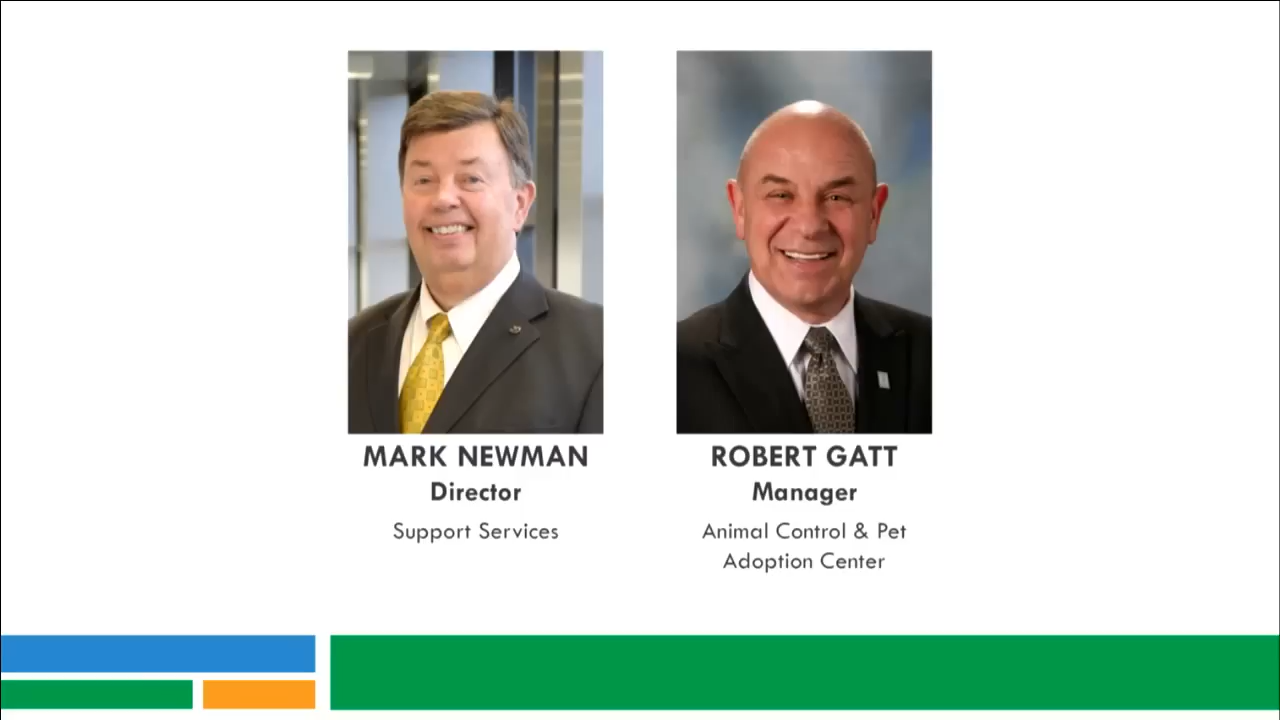 MARK NEWMAN
Director
Support Services
ROBERT GATT
Manager
Animal Control & Pet
Adoption Center